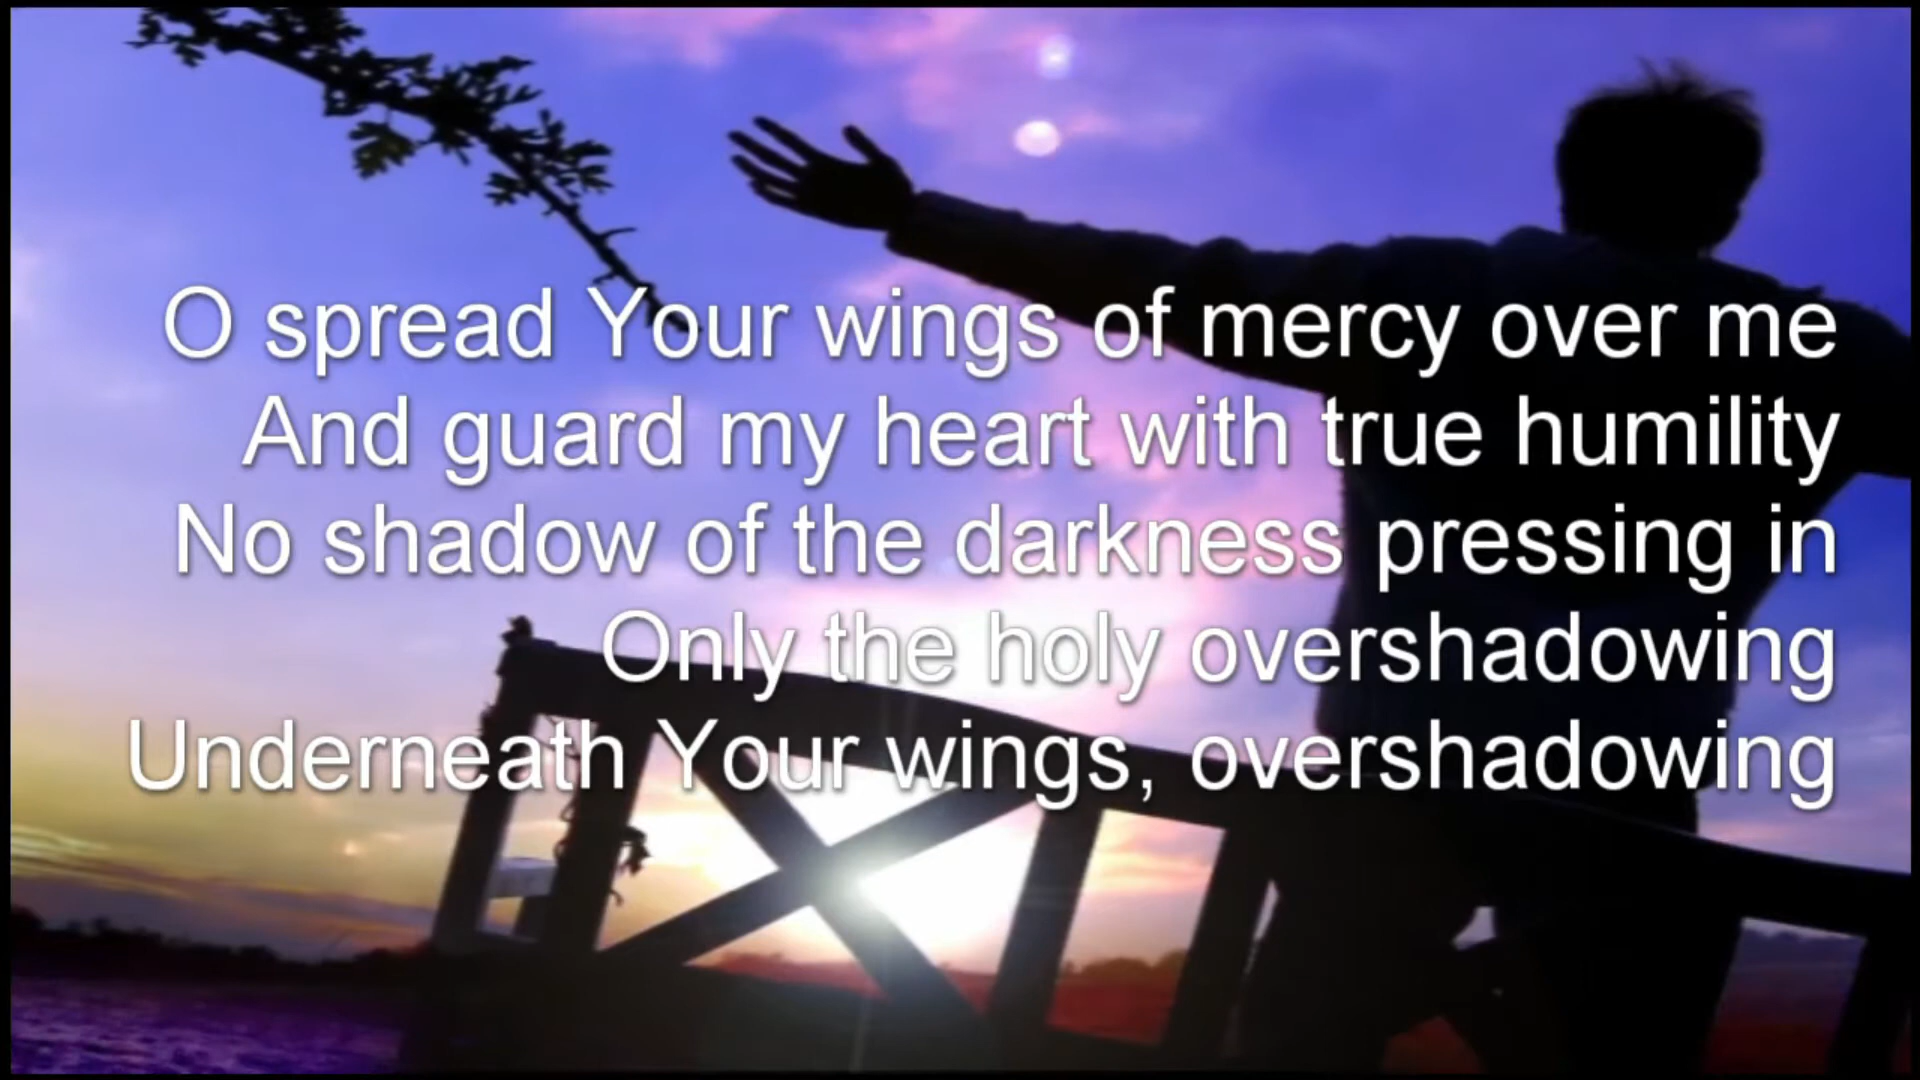 O spread Your wings of mercy over me
And guard my heart with true humility
No shadow of the darkness pressing in
Only the holy overshadowing
Underneath Your wings, overshadowing